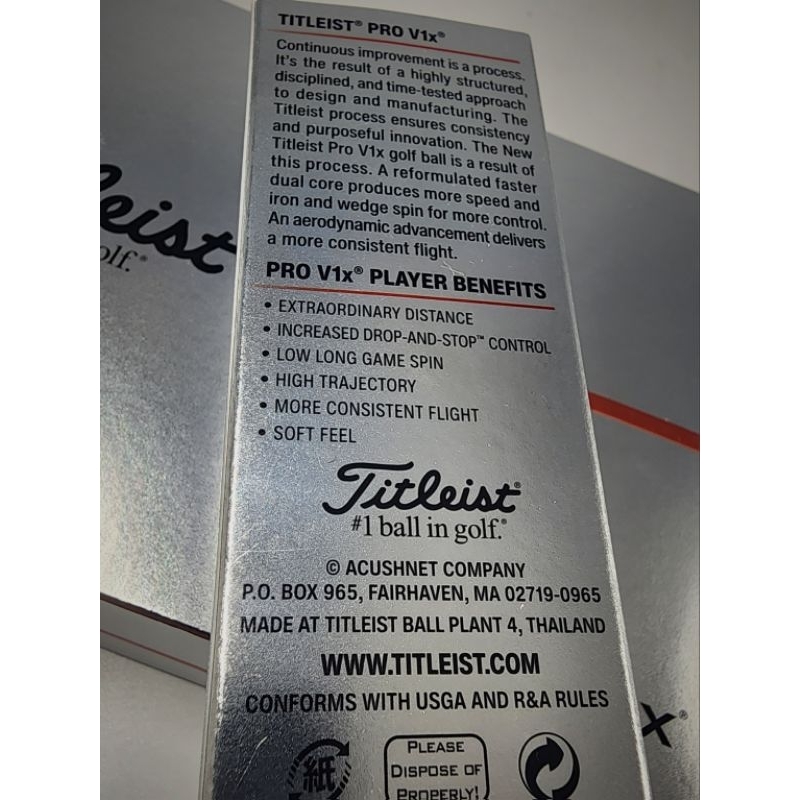 TITLEIST® PRO V1x®
Continuous improvement is a process.
It's the result of a highly structured,
disciplined, and time-tested approach
to design and manufacturing. The
Titleist process ensures consistency
and purposeful innovation. The New
Titleist Pro V1x golf ball is a result of
this process. A reformulated faster
dual core produces more speed and
iron and wedge spin for more control.
An aerodynamic advancement delivers
a more consistent flight.
PRO V1x® PLAYER BENEFITS
• EXTRAORDINARY DISTANCE
• INCREASED DROP-AND-STOP™ CONTROL
• LOW LONG GAME SPIN
• HIGH TRAJECTORY
• MORE CONSISTENT FLIGHT
• SOFT FEEL
Titleist®
#1 ball in golf.®
© ACUSHNET COMPANY
P.O. BOX 965, FAIRHAVEN, MA 02719-0965
MADE AT TITLEIST BALL PLANT 4, THAILAND
WWW.TITLEIST.COM
CONFORMS WITH USGA AND R&A RULES
紙
PLEASE
DISPOSE OF
PROPERLY!
leist
olf.®
x®